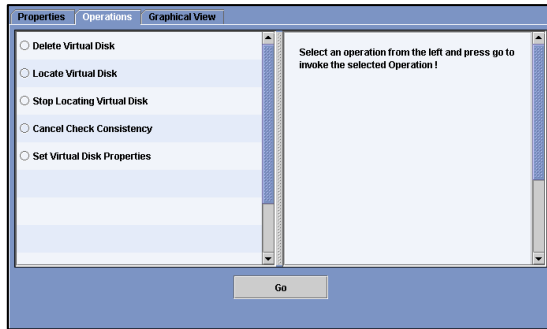 Properties Operations Graphical View
Delete Virtual Disk
Locate Virtual Disk
Stop Locating Virtual Disk
Cancel Check Consistency
Set Virtual Disk Properties
Select an operation from the left and press go to
invoke the selected Operation !
Go